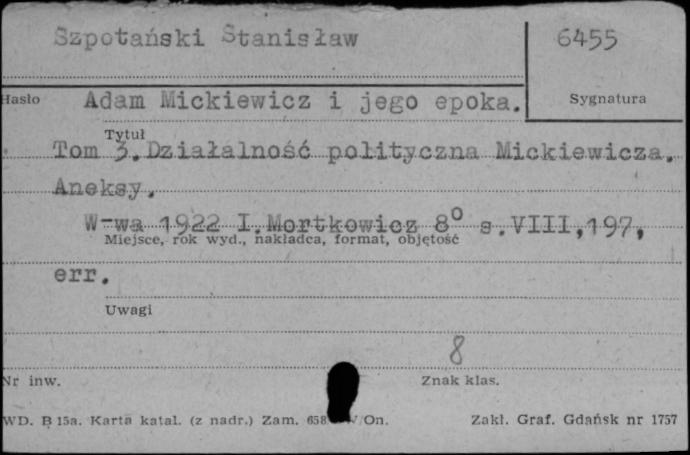 Szpotański Stanisław
6455
Hasło
Adam Mickiewicz i jego epoka.
Sygnatura
Tytuł
Tom 3. Działalność polityczna Mickiewicza.
Aneksy.
W-wa 1922 I.Mortkowicz 8° s.VIII,197,
Miejsce, rok wyd., nakładca, format, objętość
err.
Uwagi
8
Nr inw.
Znak klas.
WD. B 15a. Karta katal. (z nadr.) Zam. 658 V/On.
Zakł. Graf. Gdańsk nr 1757